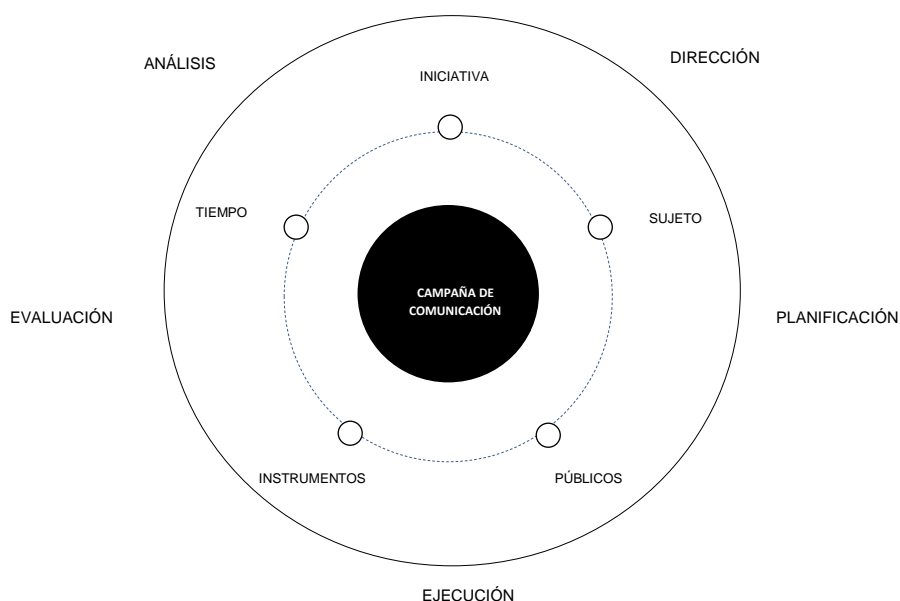 ANÁLISIS
DIRECCIÓN
INICIATIVA
TIEMPO
SUJETO
CAMPAÑA DE
COMUNICACIÓN
EVALUACIÓN
PLANIFICACIÓN
INSTRUMENTOS
PÚBLICOS
EJECUCIÓN